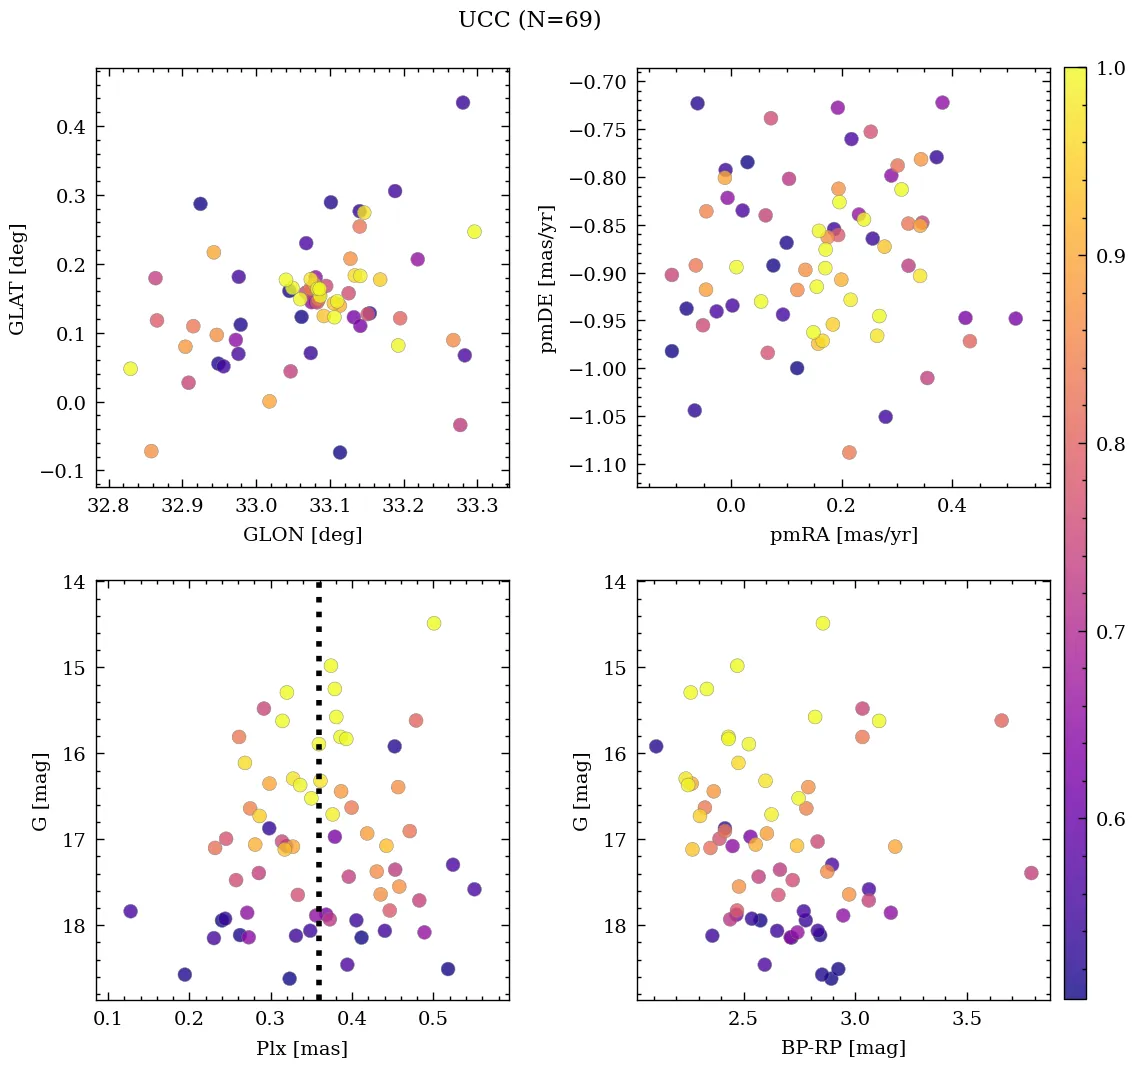 UCC (N=69)
0.4
0.3
0.2
0.1
0.0
−0.1
GLAT [deg]
32.8 32.9 33.0 33.1 33.2 33.3
GLON [deg]
−0.70
−0.75
−0.80
−0.85
−0.90
−0.95
−1.00
−1.05
−1.10
pmDE [mas/yr]
0.0 0.2 0.4
pmRA [mas/yr]
1.0
0.9
0.8
0.7
0.6
14
15
16
17
18
G [mag]
0.1 0.2 0.3 0.4 0.5
Plx [mas]
14
15
16
17
18
G [mag]
2.5 3.0 3.5
BP-RP [mag]